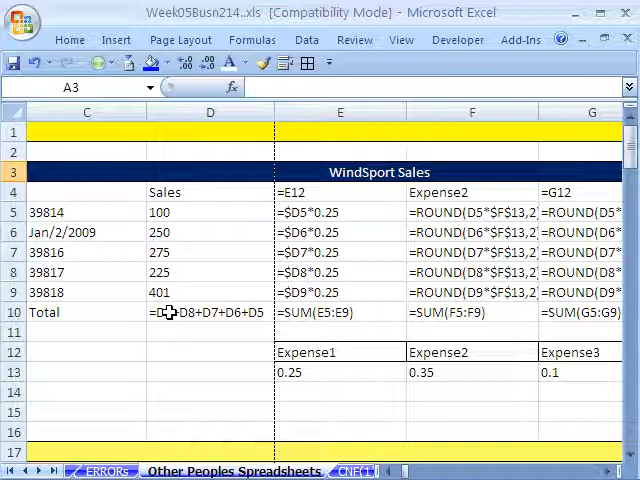 Week05Busn214..xls [Compatibility Mode] - Microsoft Excel
Home Insert Page Layout Formulas Data Review View Developer Add-Ins
A3 fx
C D E F G
1
2
3 WindSport Sales
4 Sales =E12 Expense2 =G12
5 39814 100 =$D5*0.25 =ROUND(D5*$F$13,2) =ROUND(D5*
6 Jan/2/2009 250 =$D6*0.25 =ROUND(D6*$F$13,2) =ROUND(D6*
7 39816 275 =$D7*0.25 =ROUND(D7*$F$13,2) =ROUND(D7*
8 39817 225 =$D8*0.25 =ROUND(D8*$F$13,2) =ROUND(D8*
9 39818 401 =$D9*0.25 =ROUND(D9*$F$13,2) =ROUND(D9*
10 Total +D8+D7+D6+D5 =SUM(E5:E9) =SUM(F5:F9) =SUM(G5:G9)
11
12 Expense1 Expense2 Expense3
13 0.25 0.35 0.1
14
15
16
17
ERRORs Other Peoples Spreadsheets CNF(1